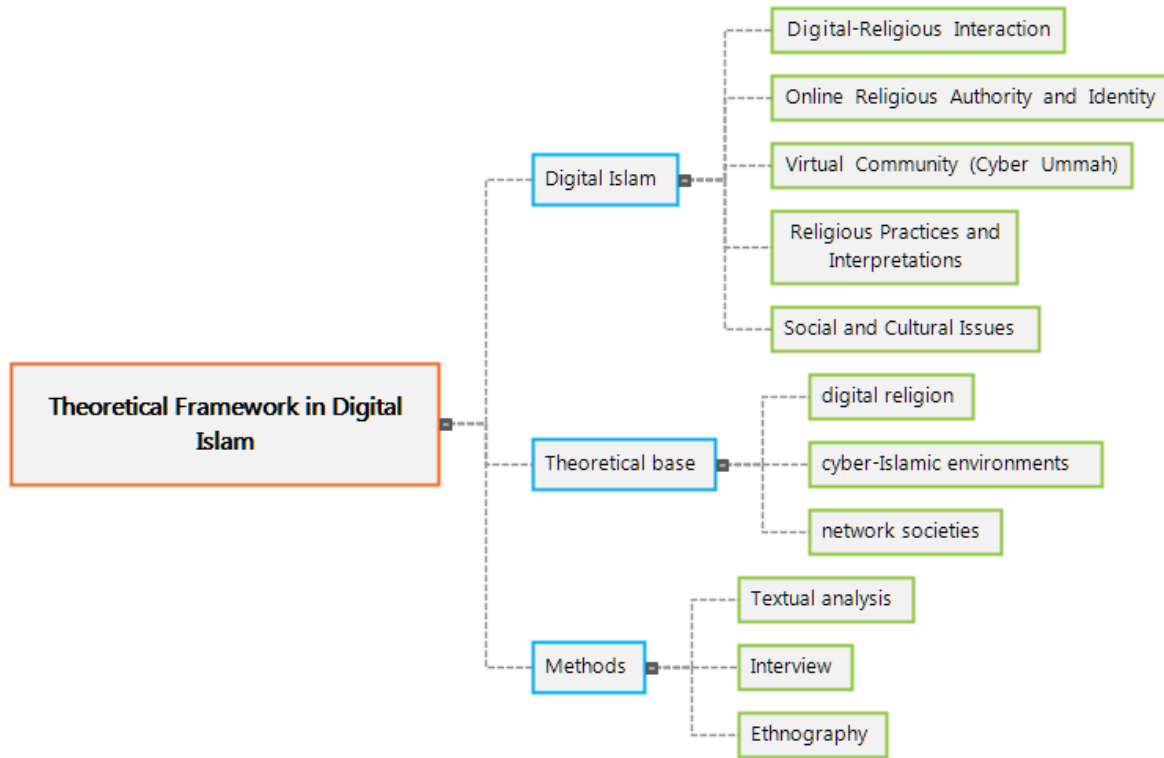 Theoretical Framework in Digital
Islam
Digital Islam
Digital-Religious Interaction
Online Religious Authority and Identity
Virtual Community (Cyber Ummah)
Religious Practices and
Interpretations
Social and Cultural Issues
Theoretical base
digital religion
cyber-Islamic environments
network societies
Methods
Textual analysis
Interview
Ethnography